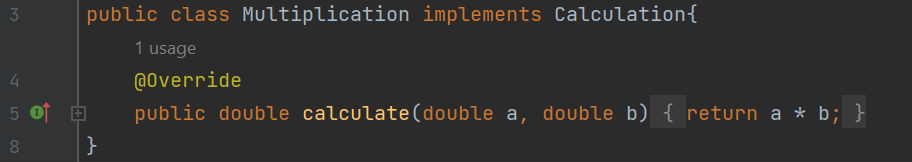 3 public class Multiplication implements Calculation{
1 usage
4 @Override
5 public double calculate(double a, double b) { return a * b; }
8 }